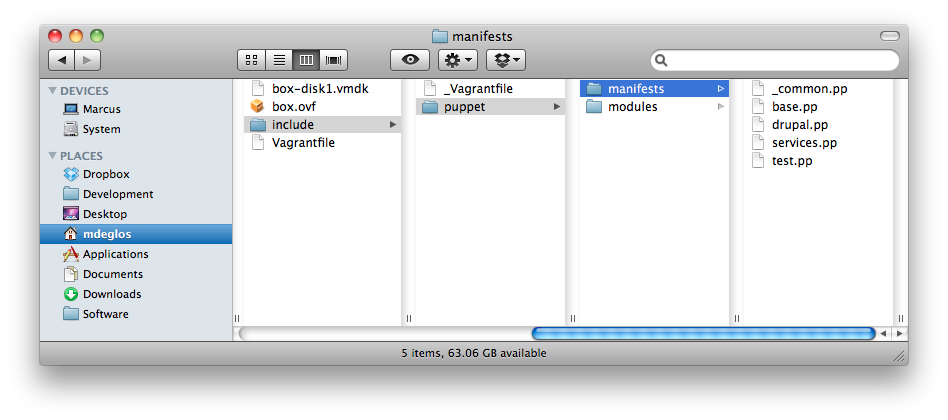 manifests
DEVICES
Marcus
System
PLACES
Dropbox
Development
Desktop
mdeglos
Applications
Documents
Downloads
Software
box-disk1.vmdk
box.ovf
include
Vagrantfile
_Vagrantfile
puppet
manifests
modules
_common.pp
base.pp
drupal.pp
services.pp
test.pp
5 items, 63.06 GB available